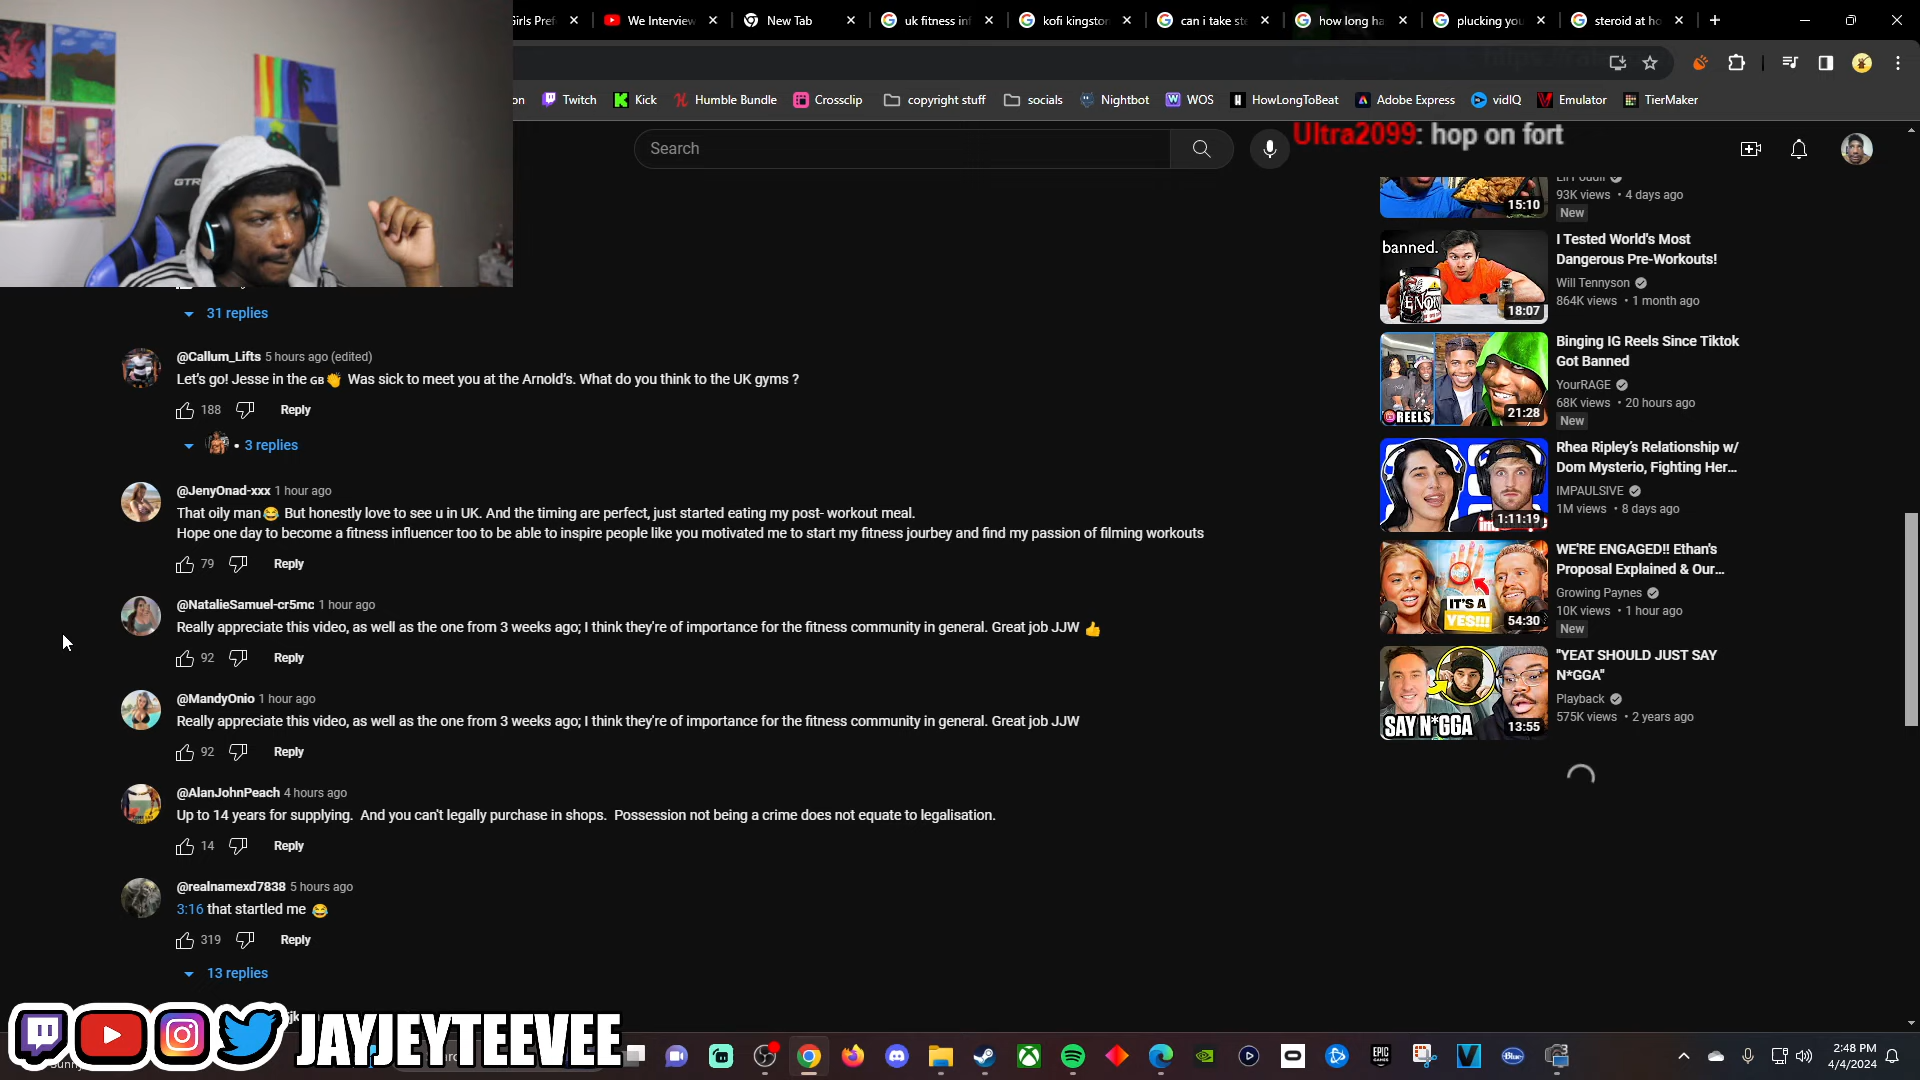 Girls Pref
We Interview
New Tab
uk fitness in
kofi kingston
can i take ste
how long ha
plucking you
steroid at ho
on
Twitch
Kick
Humble Bundle
Crossclip
copyright stuff
socials
Nightbot
WOS
HowLongToBeat
Adobe Express
vidIQ
Emulator
TierMaker
Search
Ultra2099: hop on fort
GTR
31 replies
@Callum_Lifts 5 hours ago (edited)
Let's go! Jesse in the GB👏 Was sick to meet you at the Arnold's. What do you think to the UK gyms ?
188 Reply
• 3 replies
@JenyOnad-xxx 1 hour ago
That oily man😂 But honestly love to see u in UK. And the timing are perfect, just started eating my post- workout meal.
Hope one day to become a fitness influencer too to be able to inspire people like you motivated me to start my fitness jourbey and find my passion of filming workouts
79 Reply
@NatalieSamuel-cr5mc 1 hour ago
Really appreciate this video, as well as the one from 3 weeks ago; I think they're of importance for the fitness community in general. Great job JJW 👍
92 Reply
@MandyOnio 1 hour ago
Really appreciate this video, as well as the one from 3 weeks ago; I think they're of importance for the fitness community in general. Great job JJW
92 Reply
@AlanJohnPeach 4 hours ago
Up to 14 years for supplying. And you can't legally purchase in shops. Possession not being a crime does not equate to legalisation.
14 Reply
@realnamexd7838 5 hours ago
3:16 that startled me 😂
319 Reply
13 replies
15:10
93K views • 4 days ago
New
banned.
VENOM
18:07
I Tested World's Most
Dangerous Pre-Workouts!
Will Tennyson
864K views • 1 month ago
REELS
21:28
Binging IG Reels Since Tiktok
Got Banned
YourRAGE
68K views • 20 hours ago
New
1:11:19
Rhea Ripley's Relationship w/
Dom Mysterio, Fighting Her...
IMPAULSIVE
1M views • 8 days ago
IT'S A
YES!!!
54:30
WE'RE ENGAGED!! Ethan's
Proposal Explained & Our...
Growing Paynes
10K views • 1 hour ago
New
SAY N*GGA
13:55
"YEAT SHOULD JUST SAY
N*GGA"
Playback
575K views • 2 years ago
JAYJEYTEEVEE
EPIC
GAMES
Blue
2:48 PM
4/4/2024